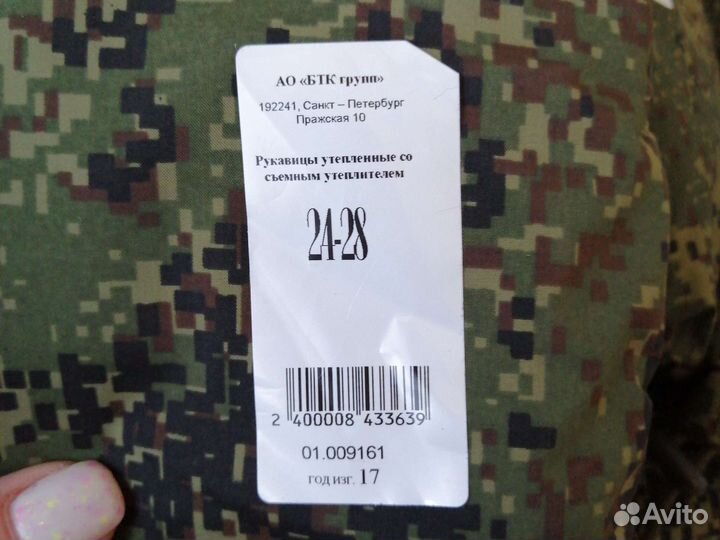 АО «БТК групп»
192241, Санкт – Петербург
Пражская 10
Рукавицы утепленные со
съемным утеплителем
24-28
2 400008 433639
01.009161
год изг. 17
Avito